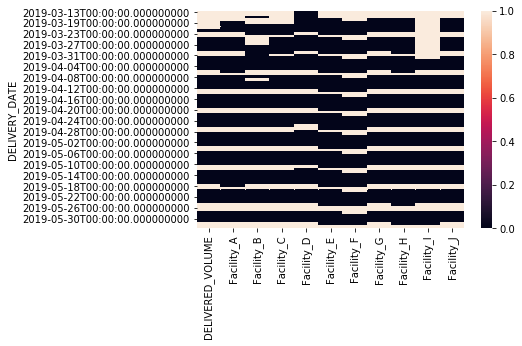 DELIVERY_DATE
2019-03-13T00:00:00.000000000
2019-03-19T00:00:00.000000000
2019-03-23T00:00:00.000000000
2019-03-27T00:00:00.000000000
2019-03-31T00:00:00.000000000
2019-04-04T00:00:00.000000000
2019-04-08T00:00:00.000000000
2019-04-12T00:00:00.000000000
2019-04-16T00:00:00.000000000
2019-04-20T00:00:00.000000000
2019-04-24T00:00:00.000000000
2019-04-28T00:00:00.000000000
2019-05-02T00:00:00.000000000
2019-05-06T00:00:00.000000000
2019-05-10T00:00:00.000000000
2019-05-14T00:00:00.000000000
2019-05-18T00:00:00.000000000
2019-05-22T00:00:00.000000000
2019-05-26T00:00:00.000000000
2019-05-30T00:00:00.000000000
DELIVERED_VOLUME
Facility_A
Facility_B
Facility_C
Facility_D
Facility_E
Facility_F
Facility_G
Facility_H
Facility_I
Facility_J
1.0
0.8
0.6
0.4
0.2
0.0